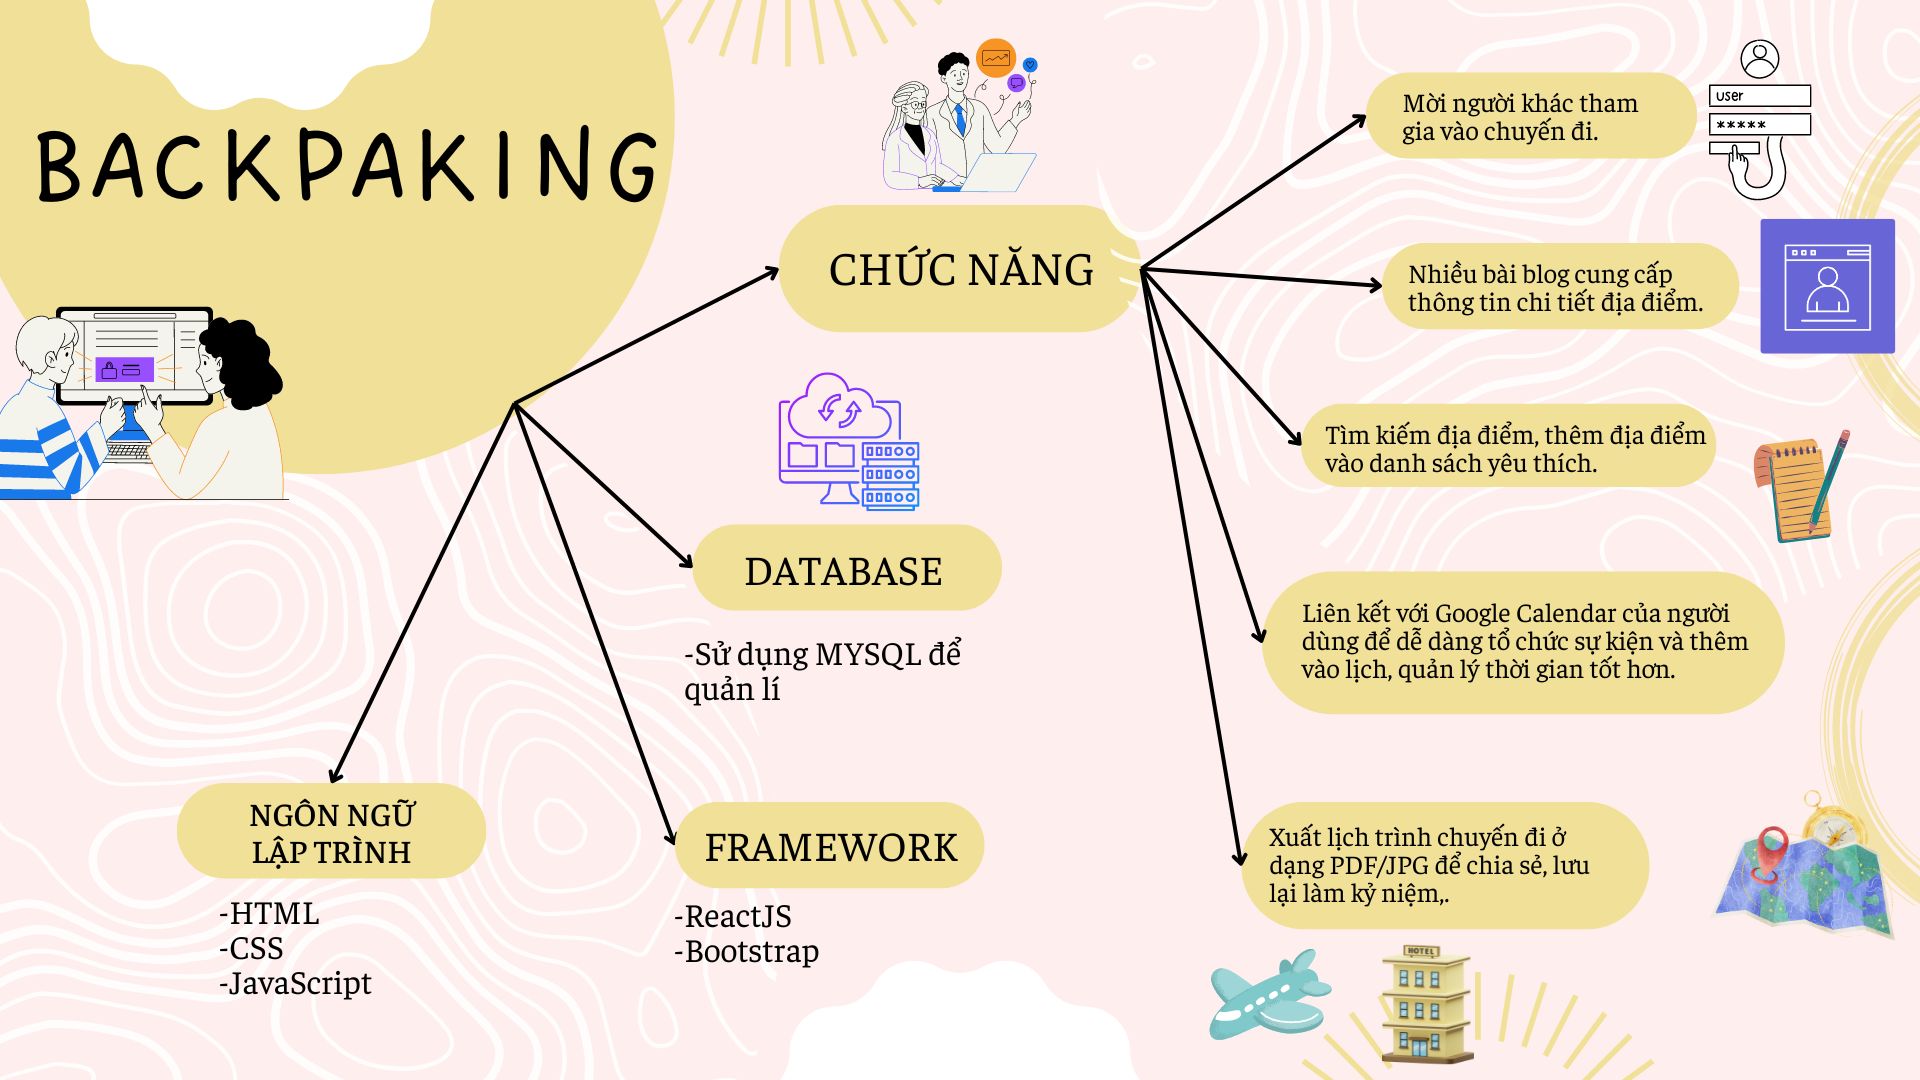 BACKPAKING
CHỨC NĂNG
Mời người khác tham
gia vào chuyến đi.
user
*****
Nhiều bài blog cung cấp
thông tin chi tiết địa điểm.
Tìm kiếm địa điểm, thêm địa điểm
vào danh sách yêu thích.
Liên kết với Google Calendar của người
dùng để dễ dàng tổ chức sự kiện và thêm
vào lịch, quản lý thời gian tốt hơn.
Xuất lịch trình chuyến đi ở
dạng PDF/JPG để chia sẻ, lưu
lại làm kỷ niệm,.
HOTEL
DATABASE
-Sử dụng MYSQL để
quản lí
FRAMEWORK
-ReactJS
-Bootstrap
NGÔN NGỮ
LẬP TRÌNH
-HTML
-CSS
-JavaScript